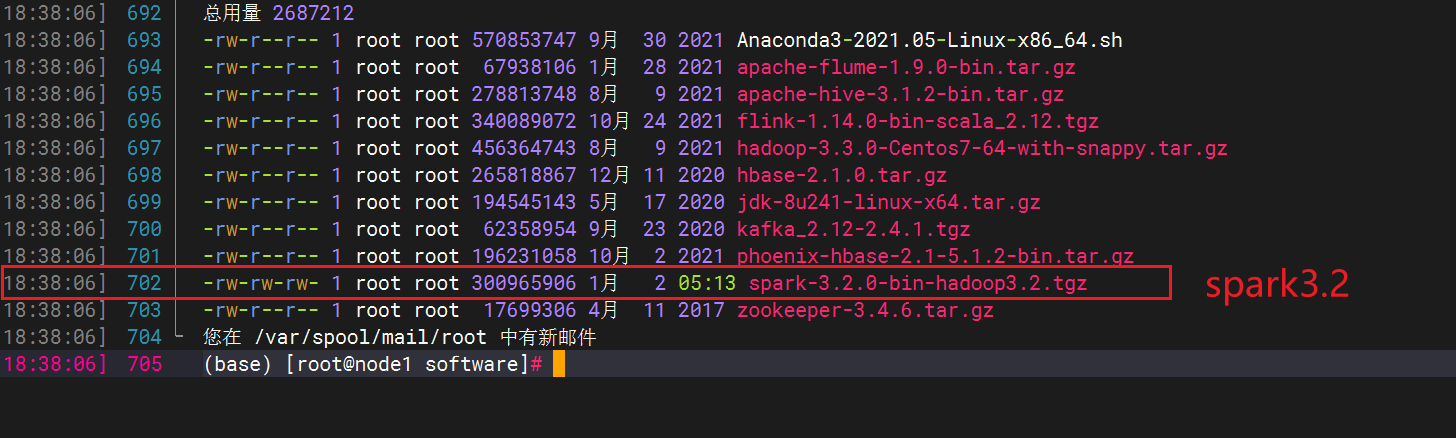 18:38:06] 692 总用量 2687212
18:38:06] 693 -rw-r--r-- 1 root root 570853747 9月 30 2021 Anaconda3-2021.05-Linux-x86_64.sh
18:38:06] 694 -rw-r--r-- 1 root root 67938106 1月 28 2021 apache-flume-1.9.0-bin.tar.gz
18:38:06] 695 -rw-r--r-- 1 root root 278813748 8月 9 2021 apache-hive-3.1.2-bin.tar.gz
18:38:06] 696 -rw-r--r-- 1 root root 340089072 10月 24 2021 flink-1.14.0-bin-scala_2.12.tgz
18:38:06] 697 -rw-r--r-- 1 root root 456364743 8月 9 2021 hadoop-3.3.0-Centos7-64-with-snappy.tar.gz
18:38:06] 698 -rw-r--r-- 1 root root 265818867 12月 11 2020 hbase-2.1.0.tar.gz
18:38:06] 699 -rw-r--r-- 1 root root 194545143 5月 17 2020 jdk-8u241-linux-x64.tar.gz
18:38:06] 700 -rw-r--r-- 1 root root 62358954 9月 23 2020 kafka_2.12-2.4.1.tgz
18:38:06] 701 -rw-r--r-- 1 root root 196231058 10月 2 2021 phoenix-hbase-2.1-5.1.2-bin.tar.gz
18:38:06] 702 -rw-rw-rw- 1 root root 300965906 1月 2 05:13 spark-3.2.0-bin-hadoop3.2.tgz spark3.2
18:38:06] 703 -rw-r--r-- 1 root root 17699306 4月 11 2017 zookeeper-3.4.6.tar.gz
18:38:06] 704 您在 /var/spool/mail/root 中有新邮件
18:38:06] 705 (base) [root@node1 software]#